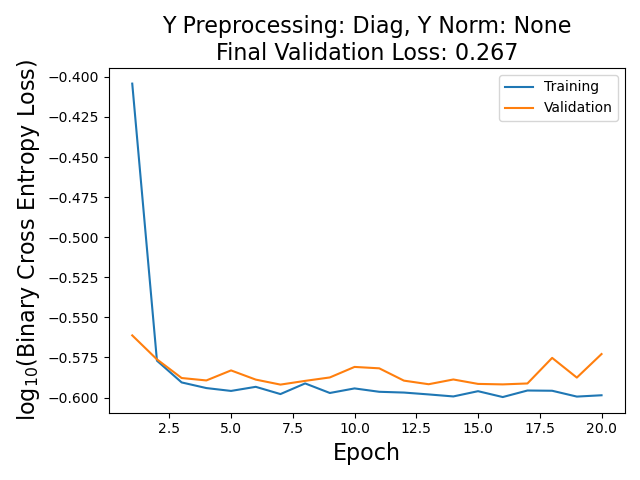 Y Preprocessing: Diag, Y Norm: None
Final Validation Loss: 0.267
Training
Validation
log₁₀(Binary Cross Entropy Loss)
−0.400
−0.425
−0.450
−0.475
−0.500
−0.525
−0.550
−0.575
−0.600
2.5 5.0 7.5 10.0 12.5 15.0 17.5 20.0
Epoch